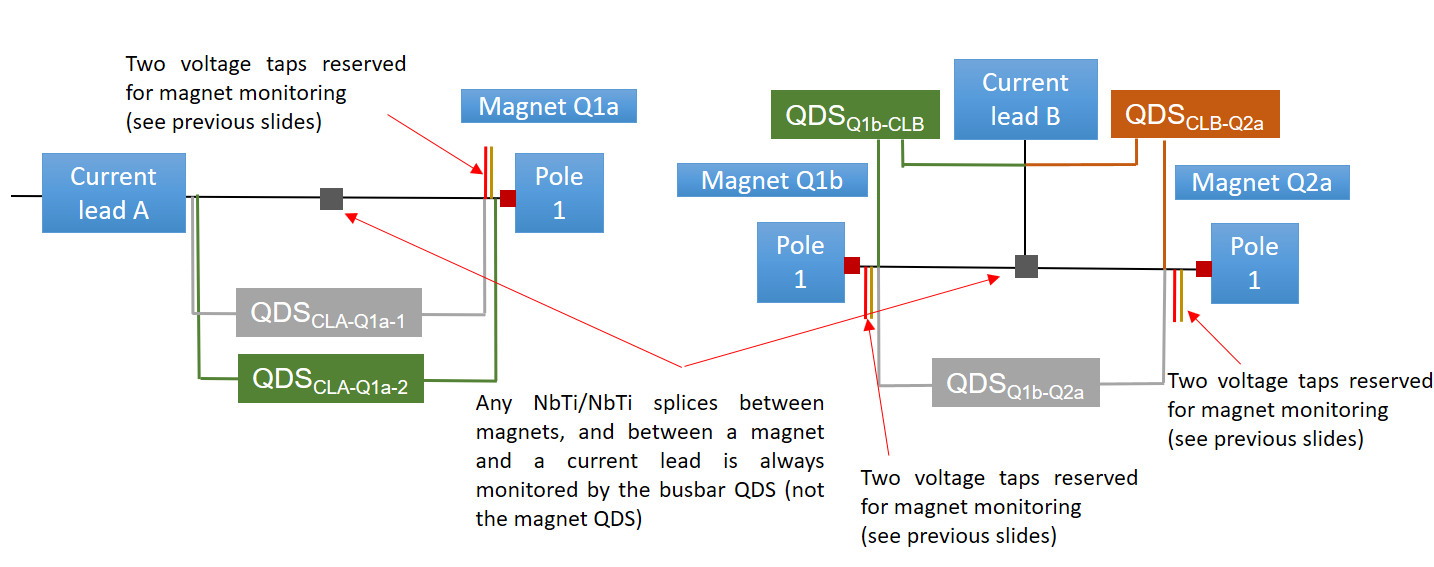 Two voltage taps reserved
for magnet monitoring
(see previous slides)
Magnet Q1a
Current
lead A
Pole
1
QDSCLA-Q1a-1
QDSCLA-Q1a-2
Any NbTi/NbTi splices between
magnets, and between a magnet
and a current lead is always
monitored by the busbar QDS (not
the magnet QDS)
QDSQ1b-CLB
Current
lead B
QDSCLB-Q2a
Magnet Q1b
Magnet Q2a
Pole
1
Pole
1
QDSQ1b-Q2a
Two voltage taps reserved
for magnet monitoring
(see previous slides)
Two voltage taps reserved
for magnet monitoring
(see previous slides)